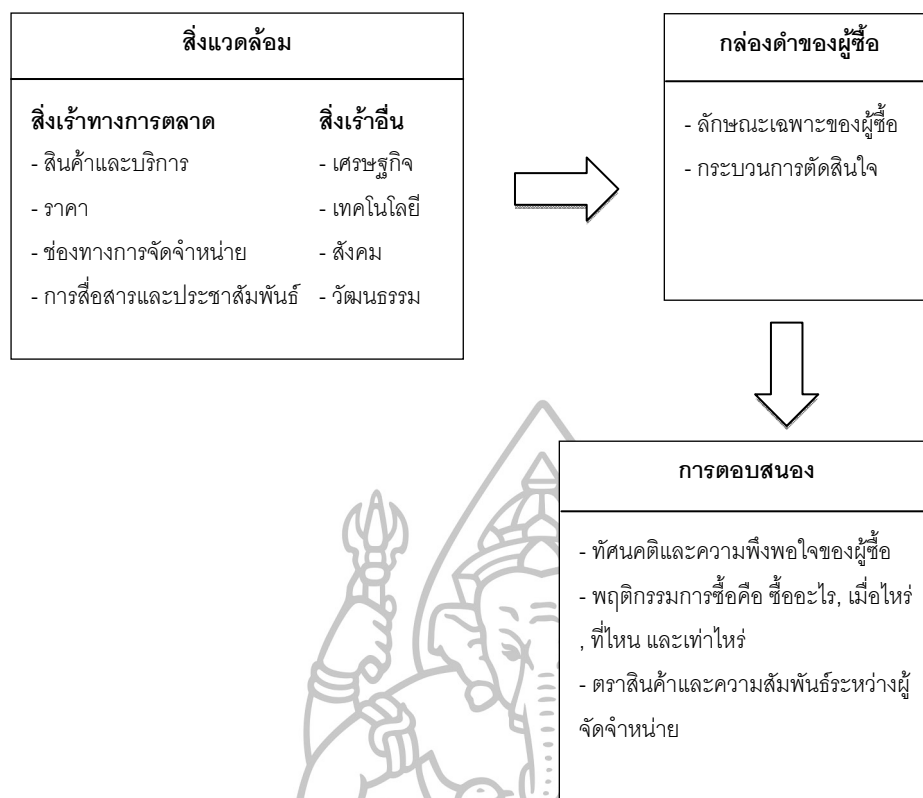 สิ่งแวดล้อม
สิ่งเร้าทางการตลาด สิ่งเร้าอื่น
- สินค้าและบริการ - เศรษฐกิจ
- ราคา - เทคโนโลยี
- ช่องทางการจัดจำหน่าย - สังคม
- การสื่อสารและประชาสัมพันธ์ - วัฒนธรรม
กล่องดำของผู้ซื้อ
- ลักษณะเฉพาะของผู้ซื้อ
- กระบวนการตัดสินใจ
การตอบสนอง
- ทัศนคติและความพึงพอใจของผู้ซื้อ
- พฤติกรรมการซื้อคือ ซื้ออะไร, เมื่อไหร่
, ที่ไหน และเท่าไหร่
- ตราสินค้าและความสัมพันธ์ระหว่างผู้
จัดจำหน่าย